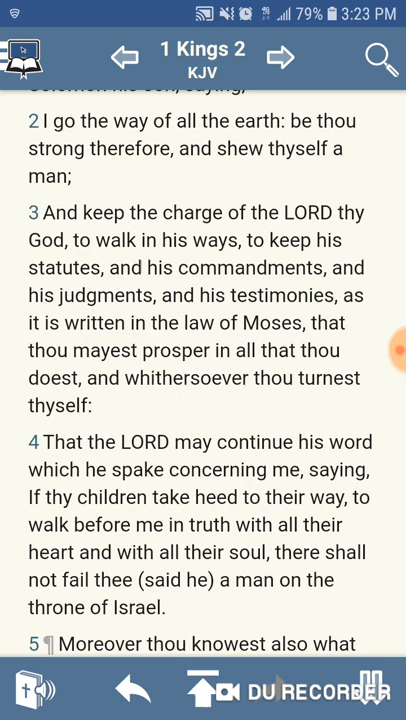 79% 3:23 PM
1 Kings 2
KJV
Solomon his son, saying,
2 I go the way of all the earth: be thou
strong therefore, and shew thyself a
man;
3 And keep the charge of the LORD thy
God, to walk in his ways, to keep his
statutes, and his commandments, and
his judgments, and his testimonies, as
it is written in the law of Moses, that
thou mayest prosper in all that thou
doest, and whithersoever thou turnest
thyself:
4 That the LORD may continue his word
which he spake concerning me, saying,
If thy children take heed to their way, to
walk before me in truth with all their
heart and with all their soul, there shall
not fail thee (said he) a man on the
throne of Israel.
5 ¶ Moreover thou knowest also what
DU RECORDER